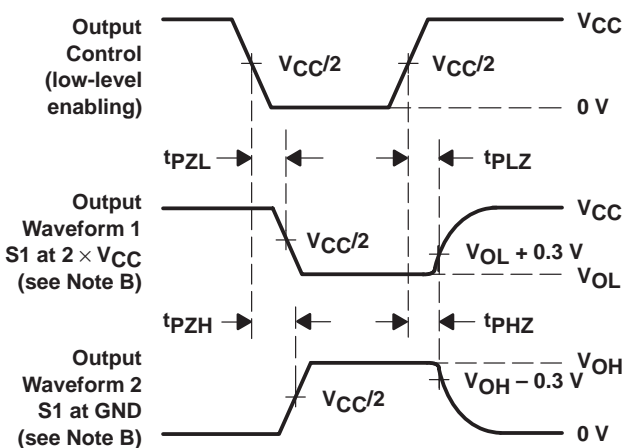 Output
Control
(low-level
enabling)
VCC
VCC/2
VCC/2
0 V
tPZL
tPLZ
Output
Waveform 1
S1 at 2 × VCC
(see Note B)
VCC
VCC/2
VOL + 0.3 V
VOL
tPZH
tPHZ
Output
Waveform 2
S1 at GND
(see Note B)
VOH
VCC/2
VOH – 0.3 V
0 V